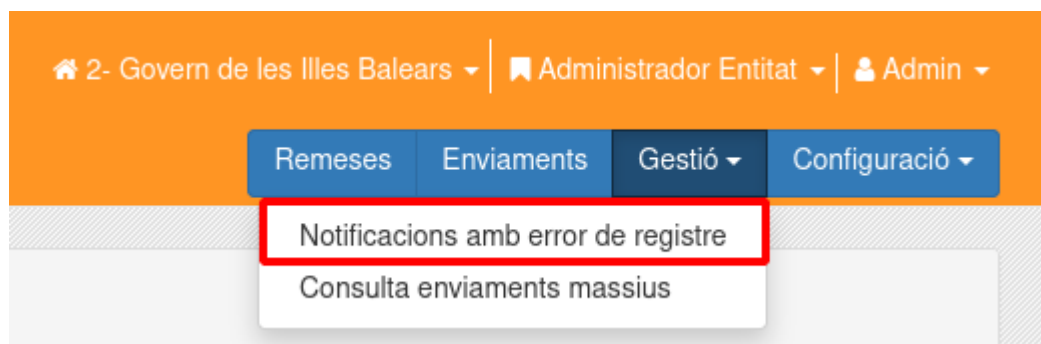 2- Govern de les Illes Balears Administrador Entitat Admin
Remeses Enviaments Gestió Configuració
Notificacions amb error de registre
Consulta enviaments massius